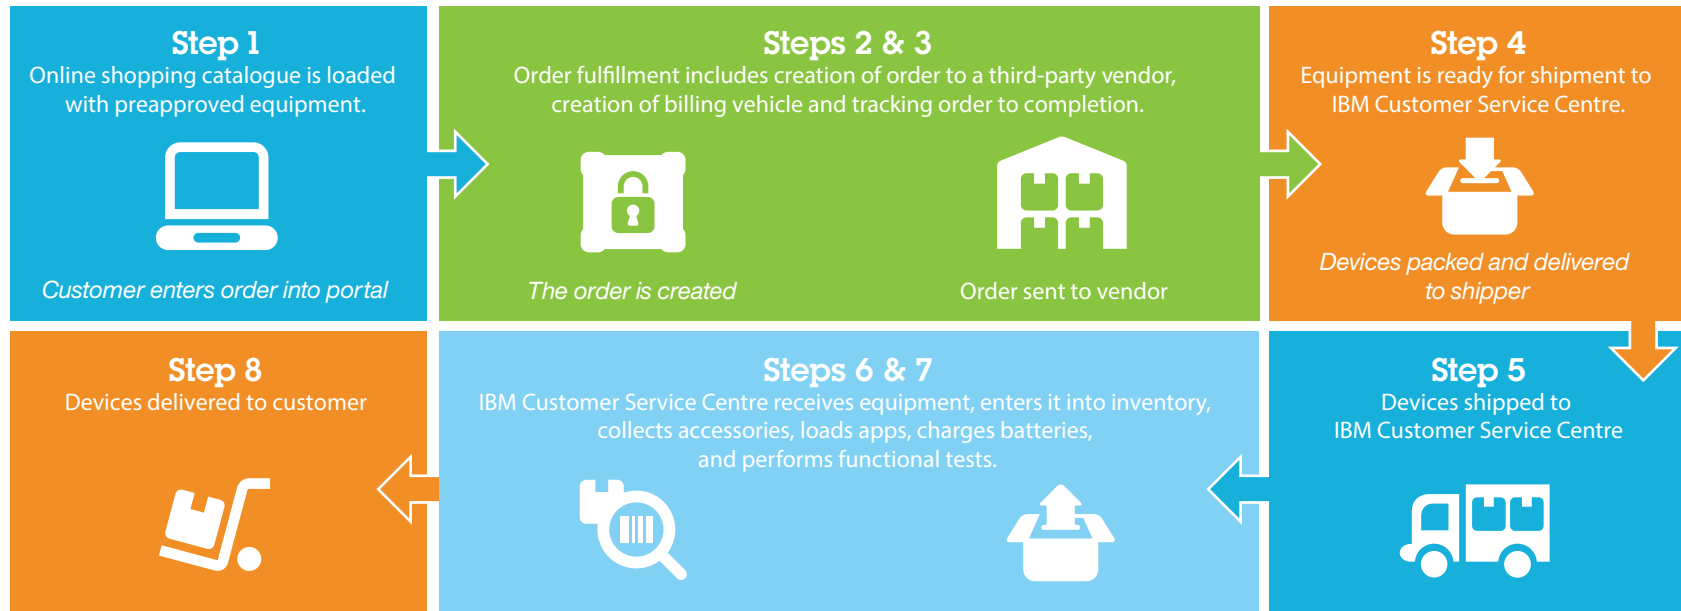 Step 1
Online shopping catalogue is loaded
with preapproved equipment.
Customer enters order into portal
Steps 2 & 3
Order fulfillment includes creation of order to a third-party vendor,
creation of billing vehicle and tracking order to completion.
The order is created
Order sent to vendor
Step 4
Equipment is ready for shipment to
IBM Customer Service Centre.
Devices packed and delivered
to shipper
Step 5
Devices shipped to
IBM Customer Service Centre
Steps 6 & 7
IBM Customer Service Centre receives equipment, enters it into inventory,
collects accessories, loads apps, charges batteries,
and performs functional tests.
Step 8
Devices delivered to customer